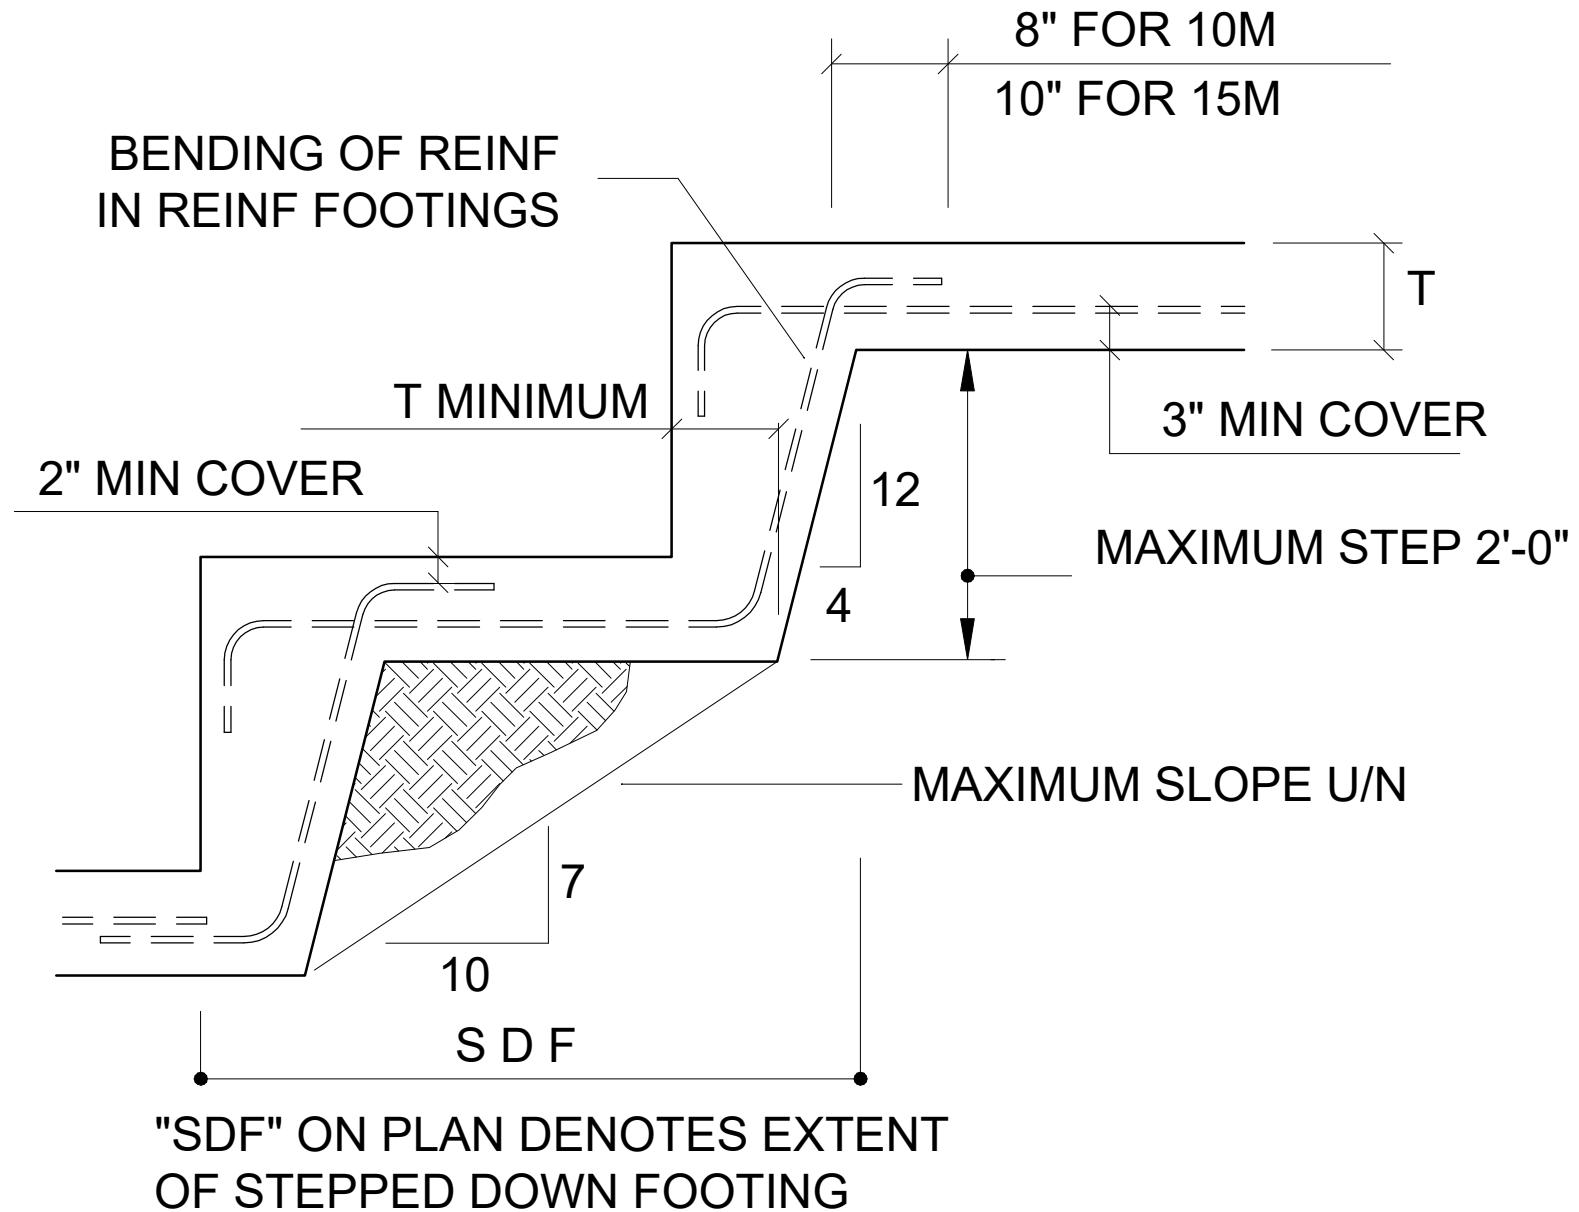 8" FOR 10M
10" FOR 15M
BENDING OF REINF
IN REINF FOOTINGS
T
T MINIMUM
3" MIN COVER
2" MIN COVER
12
MAXIMUM STEP 2'-0"
4
MAXIMUM SLOPE U/N
7
10
S D F
"SDF" ON PLAN DENOTES EXTENT
OF STEPPED DOWN FOOTING